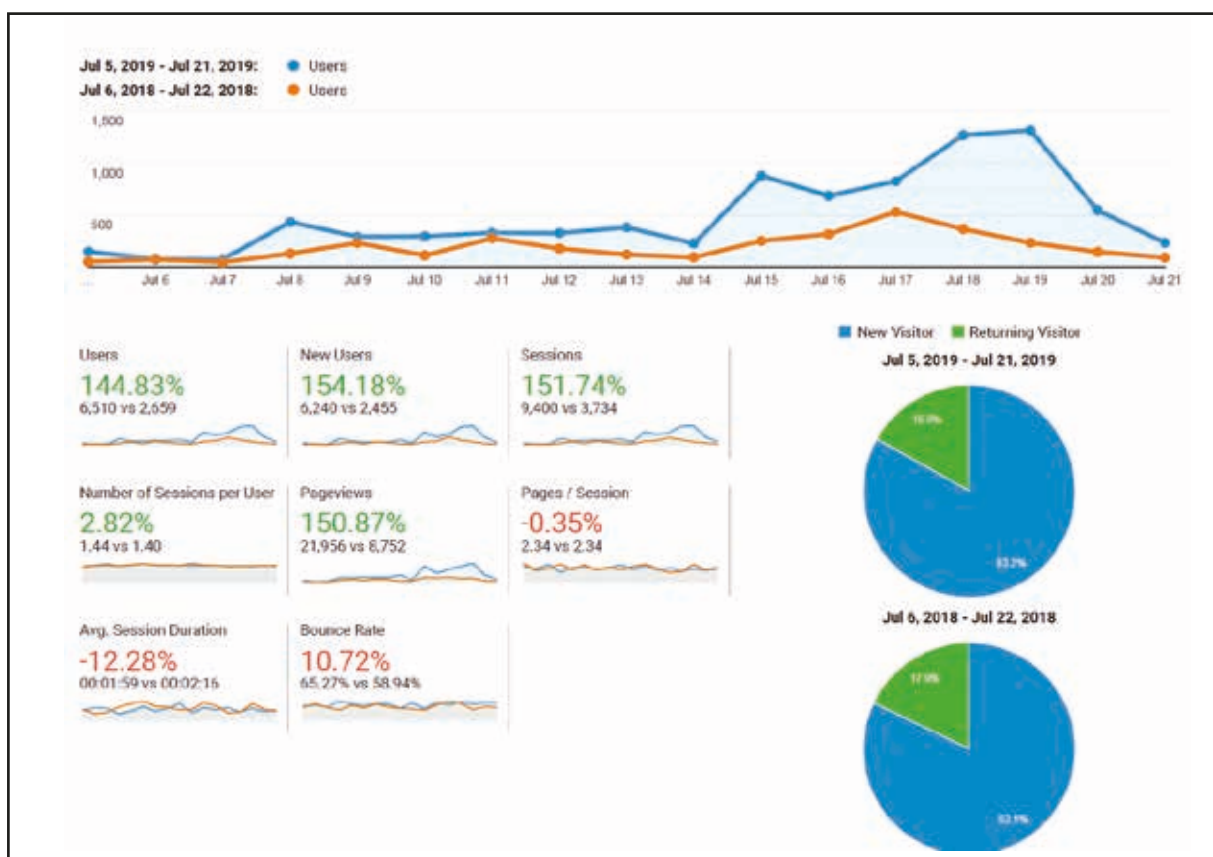 Jul 5, 2019 - Jul 21, 2019: Users
Jul 6, 2018 - Jul 22, 2018: Users
1,500
1,000
500
... Jul 6 Jul 7 Jul 8 Jul 9 Jul 10 Jul 11 Jul 12 Jul 13 Jul 14 Jul 15 Jul 16 Jul 17 Jul 18 Jul 19 Jul 20 Jul 21
New Visitor Returning Visitor
Jul 5, 2019 - Jul 21, 2019
Users New Users Sessions
144.83% 154.18% 151.74%
6,510 vs 2,659 6,240 vs 2,455 9,400 vs 3,734
Number of Sessions per User Pageviews Pages / Session
2.82% 150.87% -0.35%
1.44 vs 1.40 21,956 vs 8,752 2.34 vs 2.34
Avg. Session Duration Bounce Rate
-12.28% 10.72%
00:01:59 vs 00:02:16 65.27% vs 58.94%
Jul 6, 2018 - Jul 22, 2018